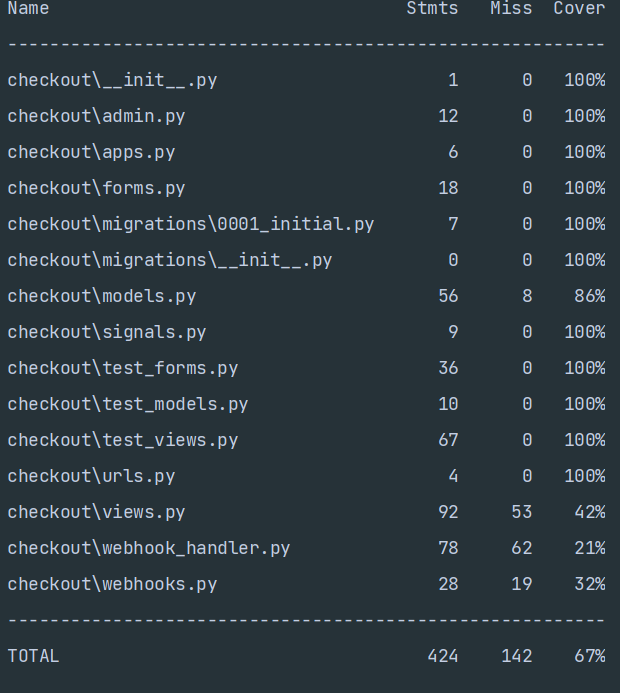 Name Stmts Miss Cover
---------------------------------------------------------
checkout\__init__.py 1 0 100%
checkout\admin.py 12 0 100%
checkout\apps.py 6 0 100%
checkout\forms.py 18 0 100%
checkout\migrations\0001_initial.py 7 0 100%
checkout\migrations\__init__.py 0 0 100%
checkout\models.py 56 8 86%
checkout\signals.py 9 0 100%
checkout\test_forms.py 36 0 100%
checkout\test_models.py 10 0 100%
checkout\test_views.py 67 0 100%
checkout\urls.py 4 0 100%
checkout\views.py 92 53 42%
checkout\webhook_handler.py 78 62 21%
checkout\webhooks.py 28 19 32%
---------------------------------------------------------
TOTAL 424 142 67%